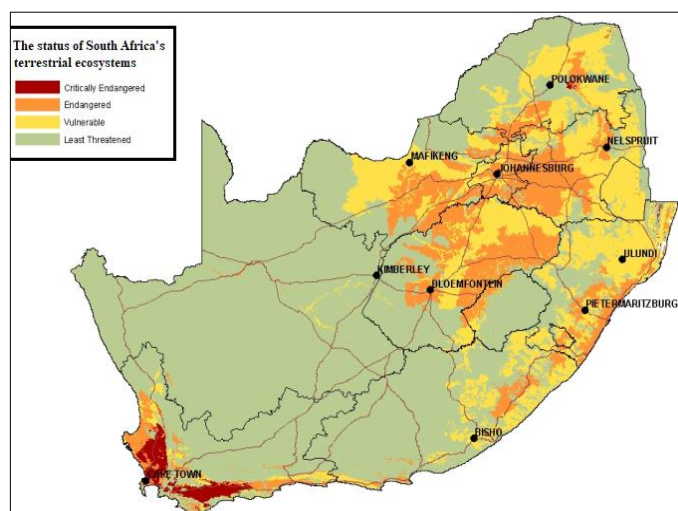 The status of South Africa's
terrestrial ecosystems
Critically Endangered
Endangered
Vulnerable
Least Threatened
POLOKWANE
NELSPRUIT
MAFIKENG
JOHANNESBURG
ULUNDI
KIMBERLEY
BLOEMFONTEIN
PIETERMARITZBURG
BISHO
CAPE TOWN